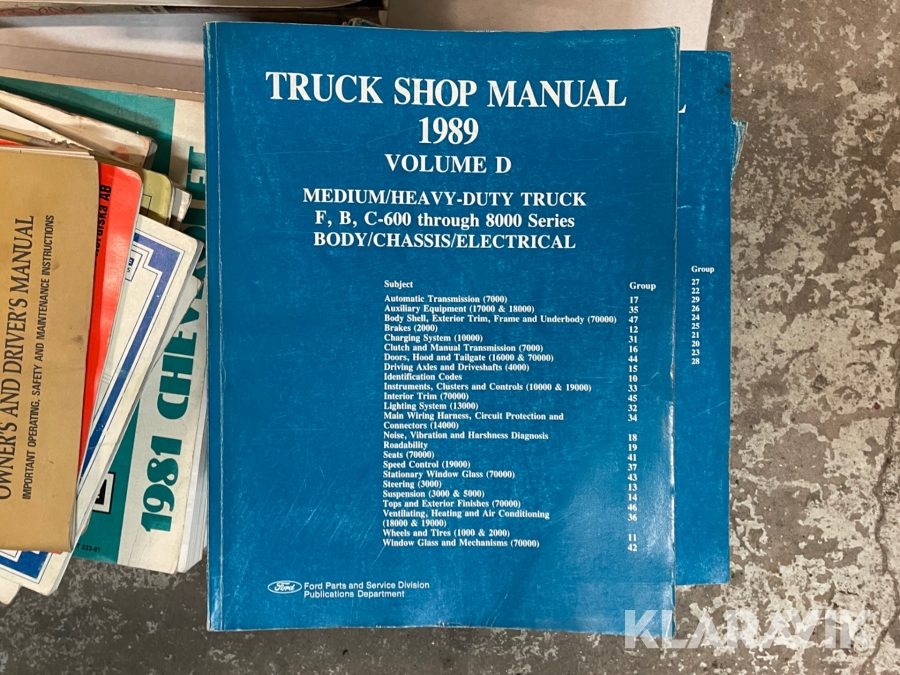 TRUCK SHOP MANUAL
1989
VOLUME D
MEDIUM/HEAVY-DUTY TRUCK
F, B, C-600 through 8000 Series
BODY/CHASSIS/ELECTRICAL
Subject Group
Automatic Transmission (7000) 17
Auxiliary Equipment (17000 & 18000) 35
Body Shell, Exterior Trim, Frame and Underbody (70000) 47
Brakes (2000) 12
Charging System (10000) 31
Clutch and Manual Transmission (7000) 16
Doors, Hood and Tailgate (16000 & 70000) 44
Driving Axles and Driveshafts (4000) 15
Identification Codes 10
Instruments, Clusters and Controls (10000 & 19000) 33
Interior Trim (70000) 45
Lighting System (13000) 32
Main Wiring Harness, Circuit Protection and 34
Connectors (14000)
Noise, Vibration and Harshness Diagnosis 18
Roadability 19
Seats (70000) 41
Speed Control (19000) 37
Stationary Window Glass (70000) 43
Steering (3000) 13
Suspension (3000 & 5000) 14
Tops and Exterior Finishes (70000) 46
Ventilating, Heating and Air Conditioning 36
(18000 & 19000)
Wheels and Tires (1000 & 2000) 11
Window Glass and Mechanisms (70000) 42
Ford
Ford Parts and Service Division
Publications Department
L
Group
27
22
29
26
24
25
21
20
23
28
OWNER'S AND DRIVER'S MANUAL
IMPORTANT OPERATING, SAFETY AND MAINTENANCE INSTRUCTIONS
AB
1981 CHEV
KLARAVIK